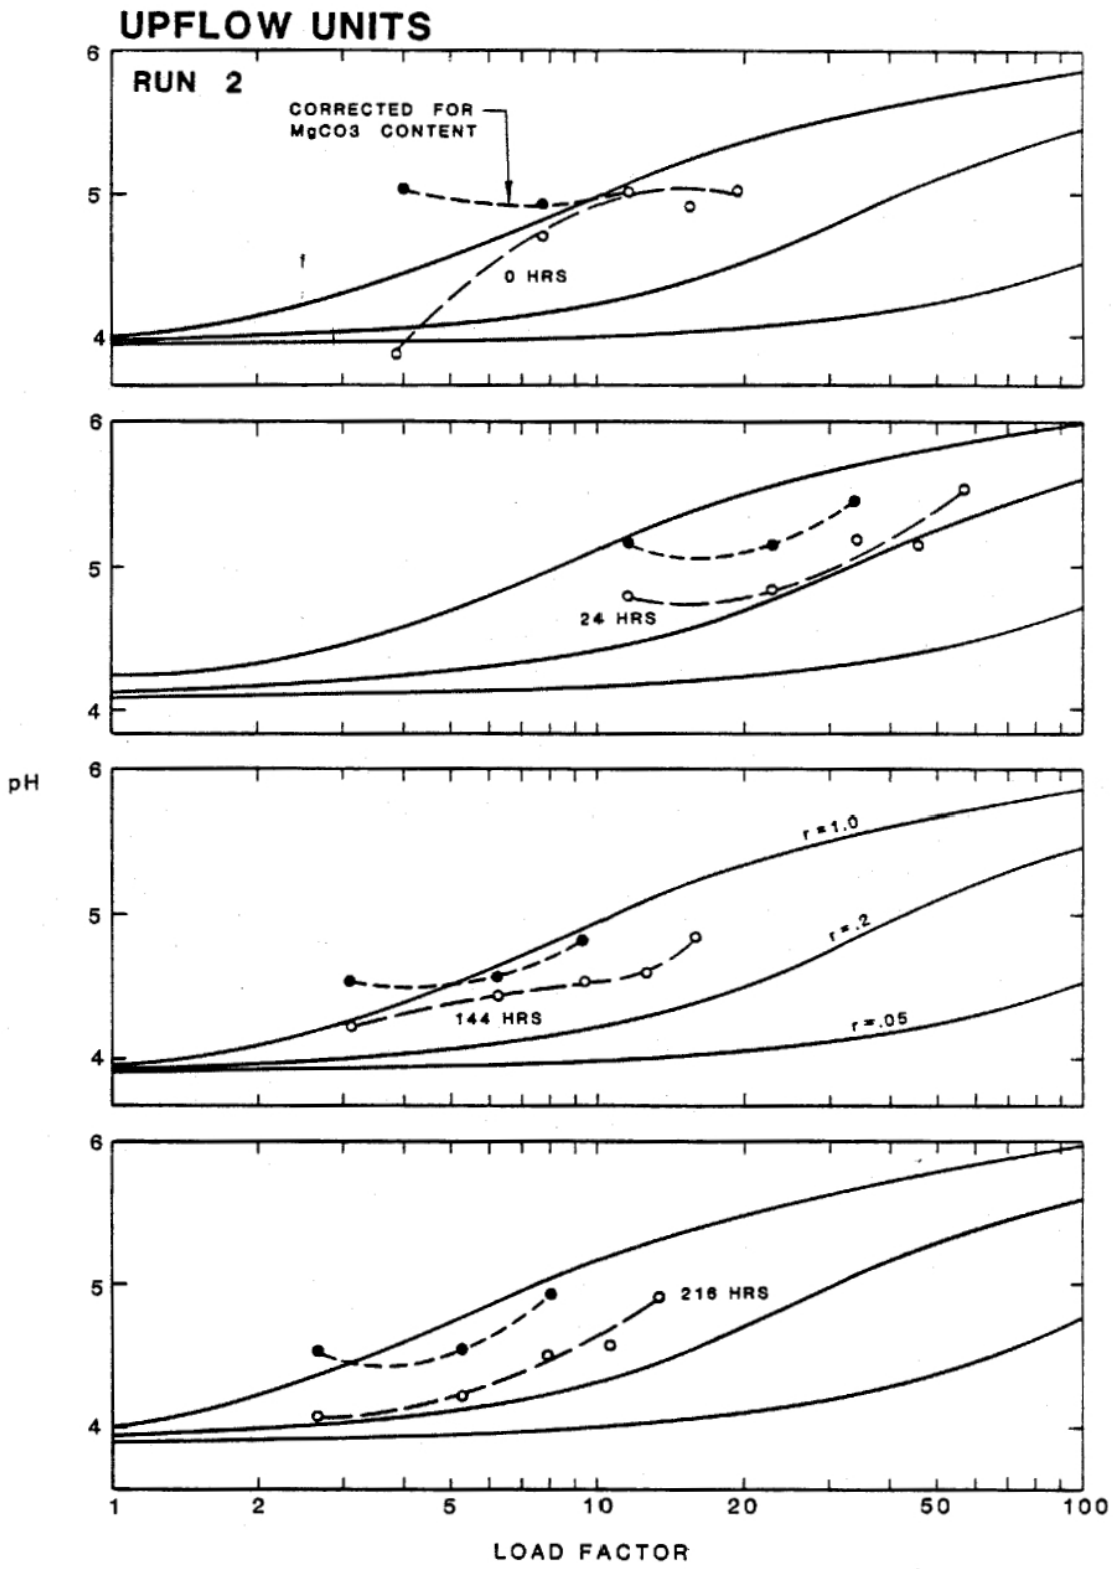 UPFLOW UNITS
6
RUN 2
CORRECTED FOR
MgCO3 CONTENT
5
0 HRS
4
6
5
24 HRS
4
pH
6
r=1.0
5
r=.2
144 HRS
r=.05
4
6
5
216 HRS
4
1 2 5 10 20 50 100
LOAD FACTOR